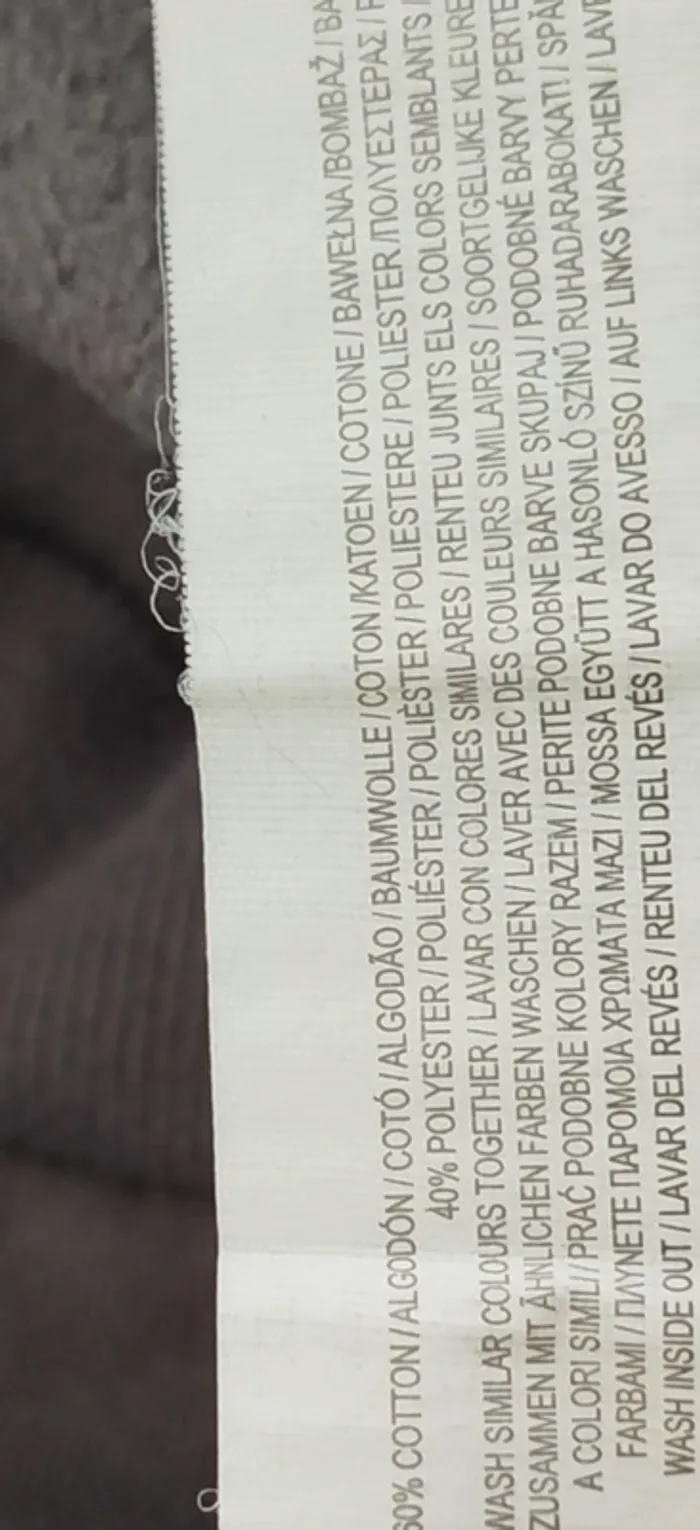 60% COTTON / ALGODÓN / COTÓ / ALGODÃO / BAUMWOLLE / COTON /KATOEN / COTONE / BAWEŁNA /BOMBAŽ /
40% POLYESTER / POLIÉSTER / POLIÈSTER / POLIESTERE / POLIESTER /ΠΟΛΥΕΣΤΕΡΑΣ /
WASH SIMILAR COLOURS TOGETHER / LAVAR CON COLORES SIMILARES / RENTEU JUNTS ELS COLORS SEMBLANTS /
ZUSAMMEN MIT ÄHNLICHEN FARBEN WASCHEN / LAVER AVEC DES COULEURS SIMILAIRES / SOORTGELIJKE
A COLORI SIMILI / PRAĆ PODOBNE KOLORY RAZEM / PERITE PODOBNE BARVE SKUPAJ / PODOBNÉ BARVY
FARBAMI / ΠΛΥΝΕΤΕ ΠΑΡΟΜΟΙΑ ΧΡΩΜΑΤΑ ΜΑΖΙ / MOSSA EGYÜTT A HASONLÓ SZÍNŰ RUHADARABOKAT! /
WASH INSIDE OUT / LAVAR DEL REVÉS / RENTEU DEL REVÉS / LAVAR DO AVESSO / AUF LINKS WASCHEN /